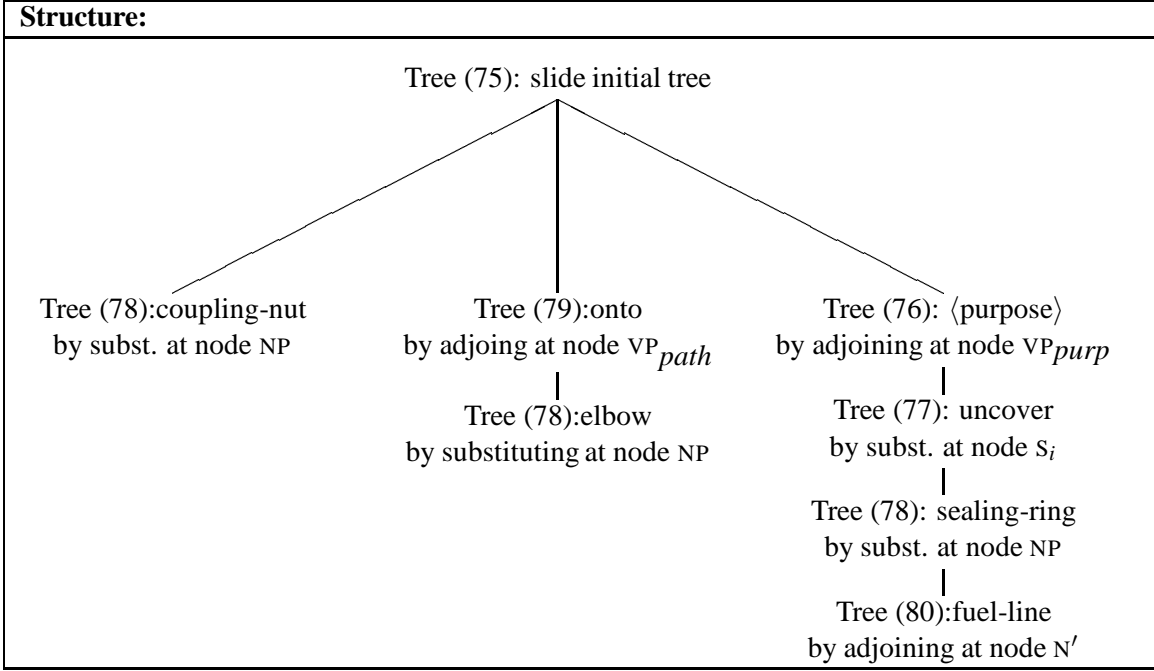 Structure:
Tree (75): slide initial tree
Tree (78):coupling-nut
by subst. at node NP
Tree (79):onto
by adjoing at node VPpath
Tree (78):elbow
by substituting at node NP
Tree (76): ⟨purpose⟩
by adjoining at node VPpurp
Tree (77): uncover
by subst. at node Si
Tree (78): sealing-ring
by subst. at node NP
Tree (80):fuel-line
by adjoining at node N′